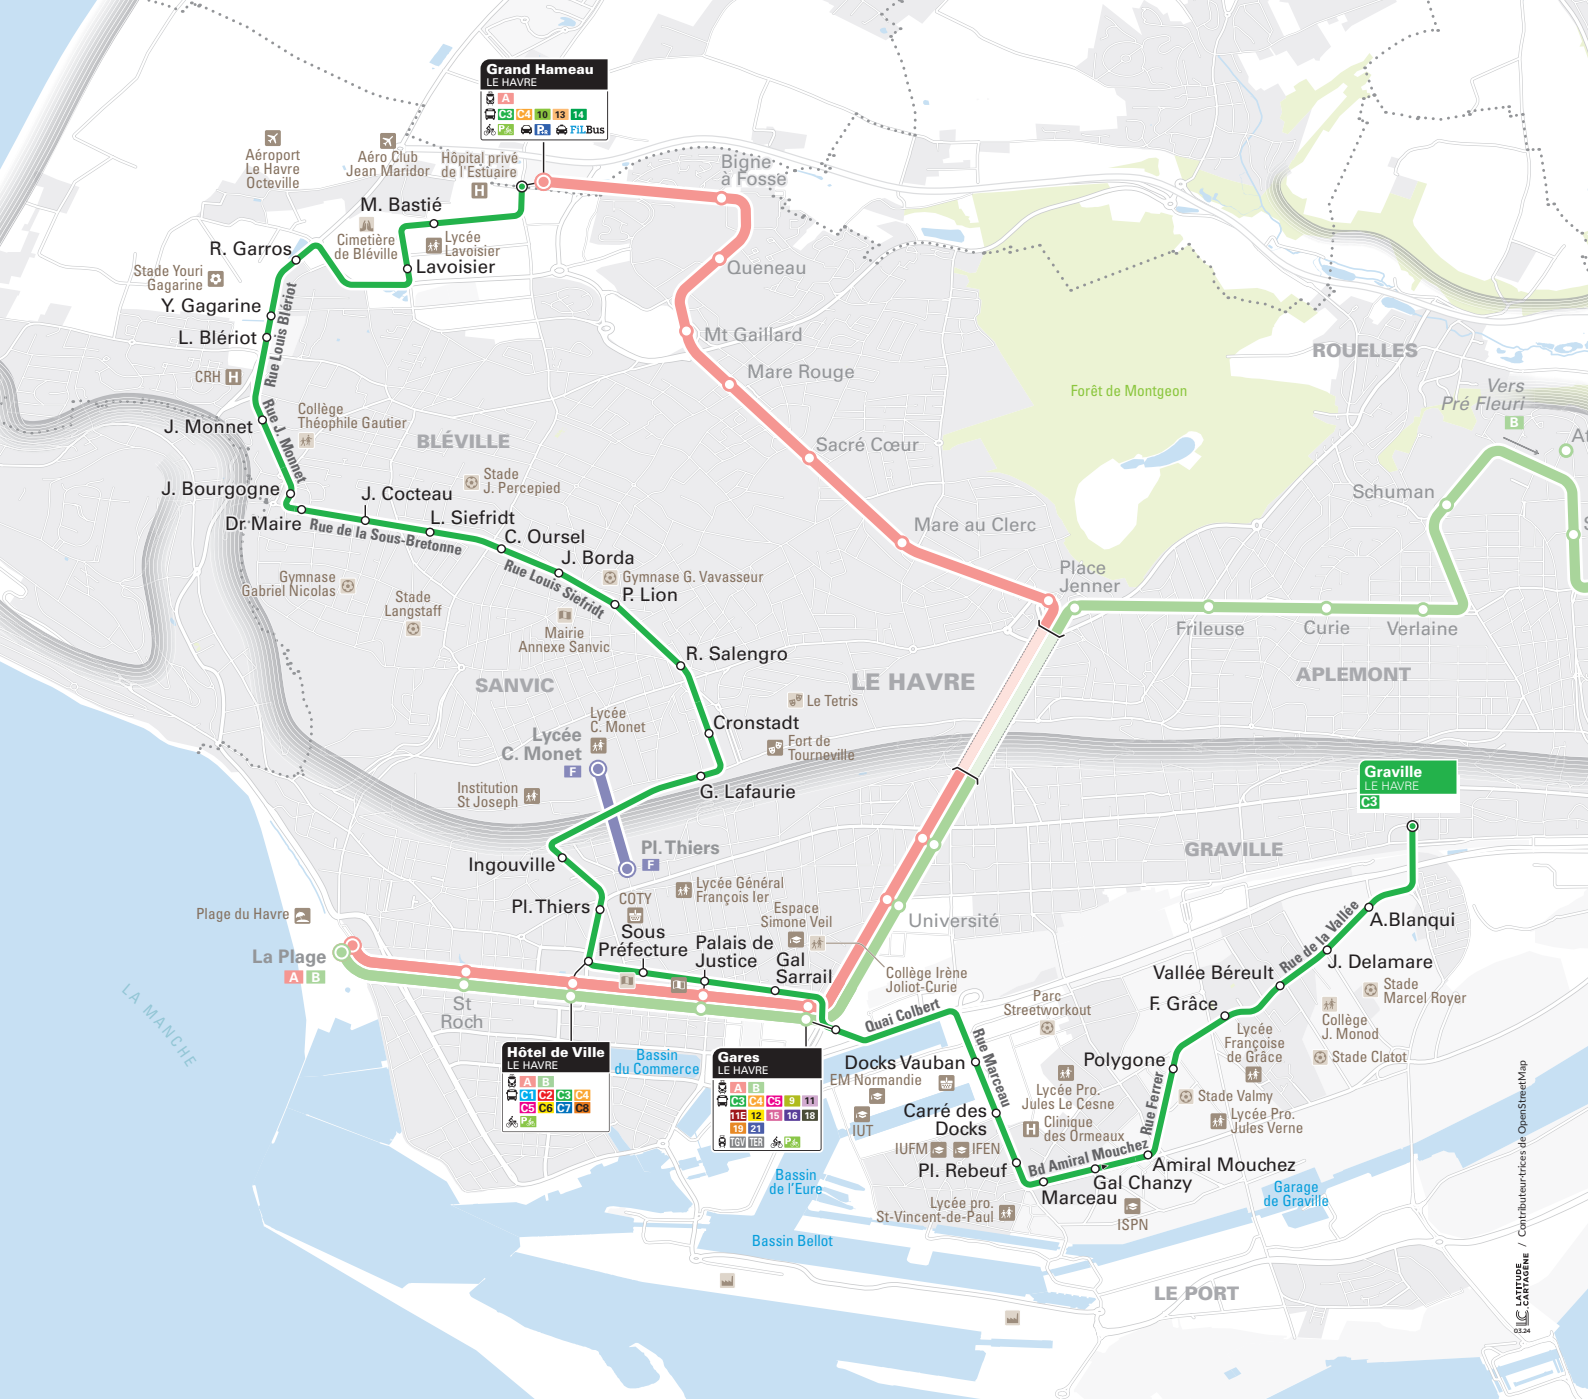 Grand Hameau
LE HAVRE
A
C3 C4 10 13 14
P P+R FiLBus
Aéroport
Le Havre
Octeville
Aéro Club
Jean Maridor
Hôpital privé
de l'Estuaire
H
Bigne
à Fosse
M. Bastié
Cimetière
de Bléville
Lycée
Lavoisier
Lavoisier
R. Garros
Stade Youri
Gagarine
Y. Gagarine
L. Blériot
Rue Louis Blériot
CRH H
Queneau
Mt Gaillard
Mare Rouge
ROUELLES
Forêt de Montgeon
Vers
Pré Fleuri
B
Collège
Théophile Gautier
Rue J. Monnet
J. Monnet
BLÉVILLE
Sacré Cœur
Stade
J. Percepied
J. Bourgogne
J. Cocteau
Schuman
Dr Maire
Rue de la Sous-Bretonne
L. Siefridt
C. Oursel
Mare au Clerc
J. Borda
Rue Louis Siefridt
Gymnase G. Vavasseur
P. Lion
Gymnase
Gabriel Nicolas
Stade
Langstaff
Mairie
Annexe Sanvic
Place
Jenner
Frileuse
Curie
Verlaine
R. Salengro
SANVIC
LE HAVRE
APLEMONT
Le Tetris
Lycée
C. Monet
Lycée
C. Monet
F
Cronstadt
Fort de
Tourneville
Institution
St Joseph
G. Lafaurie
Graville
LE HAVRE
C3
Ingouville
Pl. Thiers
F
GRAVILLE
Lycée Général
François Ier
COTY
Pl. Thiers
Espace
Simone Veil
Université
Plage du Havre
La Plage
A B
Sous
Préfecture
Palais de
Justice
Gal
Sarrail
Collège Irène
Joliot-Curie
A.Blanqui
Rue de la Vallée
J. Delamare
Vallée Béreult
Stade
Marcel Royer
F. Grâce
Collège
J. Monod
Lycée
Françoise
de Grâce
Stade Clatot
LA MANCHE
St
Roch
Quai Colbert
Parc
Streetworkout
Rue Marceau
Hôtel de Ville
LE HAVRE
A B
C1 C2 C3 C4
C5 C6 C7 C8
P
Bassin
du Commerce
Gares
LE HAVRE
A B
C3 C4 C5 9 11
11E 12 15 16 18
19 21
TGV TER P
Docks Vauban
EM Normandie
IUT
Polygone
Lycée Pro.
Jules Le Cesne
Stade Valmy
Rue Ferrer
Lycée Pro.
Jules Verne
Carré des
Docks
H Clinique
des Ormeaux
IUFM
IFEN
Pl. Rebeuf
Bd Amiral Mouchez
Amiral Mouchez
Gal Chanzy
Marceau
Bassin
de l'Eure
Lycée pro.
St-Vincent-de-Paul
ISPN
Garage
de Graville
Bassin Bellot
LE PORT
LATITUDE
CARTAGENE / Contributeur·trices de OpenStreetMap
03.24